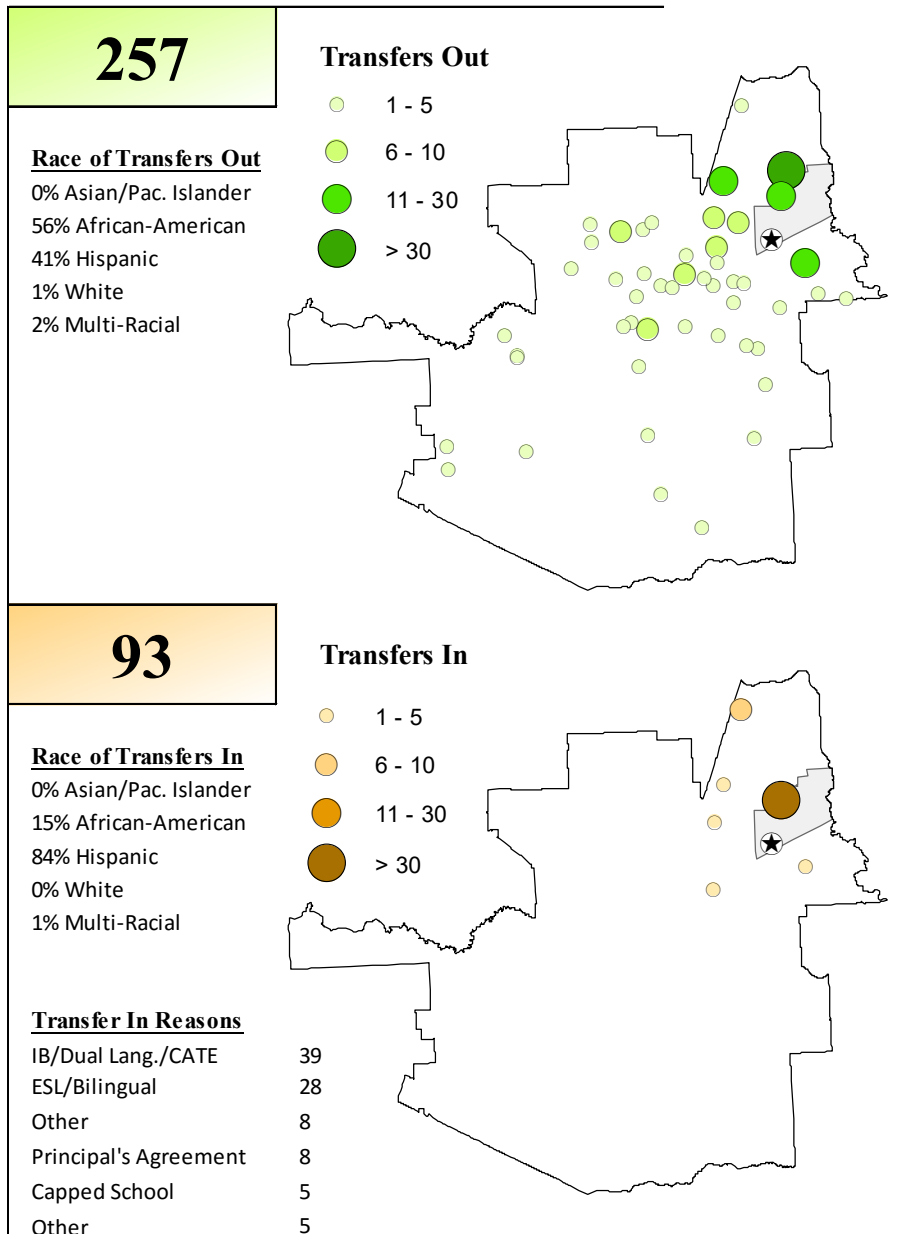 257
Transfers Out
1 - 5
6 - 10
11 - 30
> 30
Race of Transfers Out
0% Asian/Pac. Islander
56% African-American
41% Hispanic
1% White
2% Multi-Racial
93
Transfers In
1 - 5
6 - 10
11 - 30
> 30
Race of Transfers In
0% Asian/Pac. Islander
15% African-American
84% Hispanic
0% White
1% Multi-Racial
Transfer In Reasons
IB/Dual Lang./CATE 39
ESL/Bilingual 28
Other 8
Principal's Agreement 8
Capped School 5
Other 5